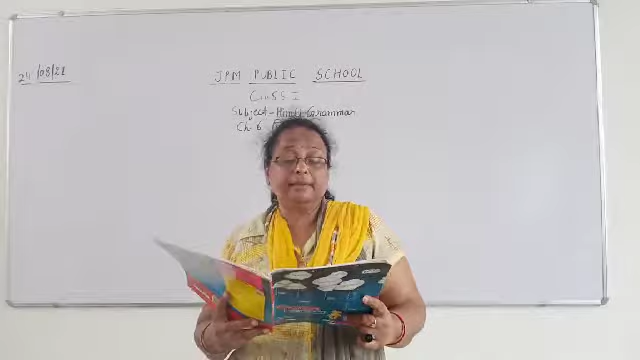 24/08/21
JPM PUBLIC SCHOOL
Class I
Subject - Hindi Grammar
Ch 6